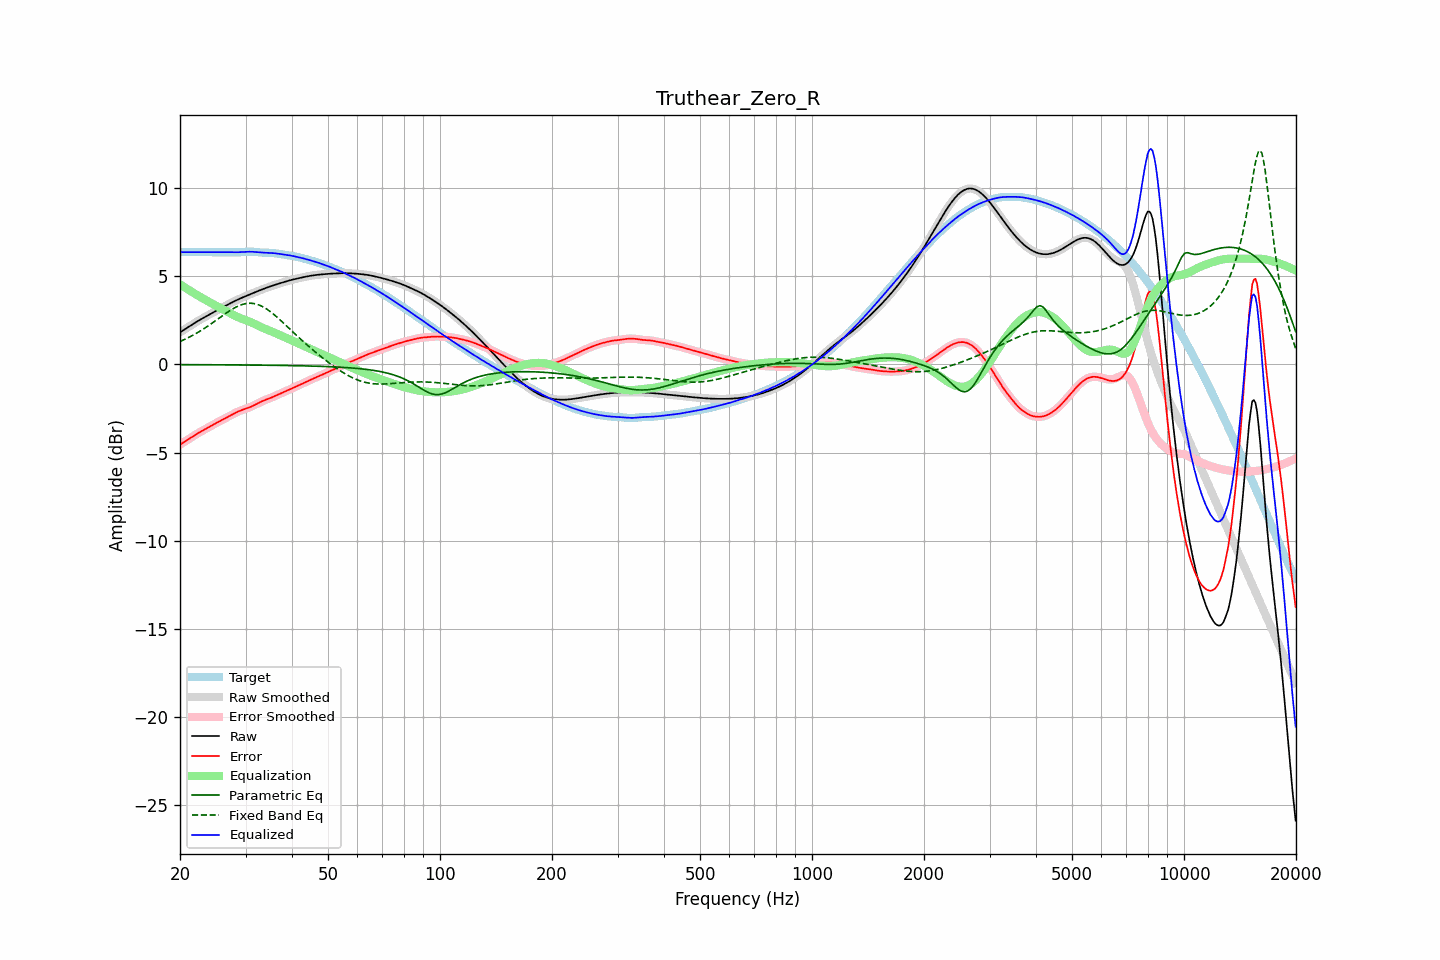 Truthear_Zero_R
Amplitude (dBr)
10
5
0
−5
−10
−15
−20
−25
Target
Raw Smoothed
Error Smoothed
Raw
Error
Equalization
Parametric Eq
Fixed Band Eq
Equalized
20 50 100 200 500 1000 2000 5000 10000 20000
Frequency (Hz)